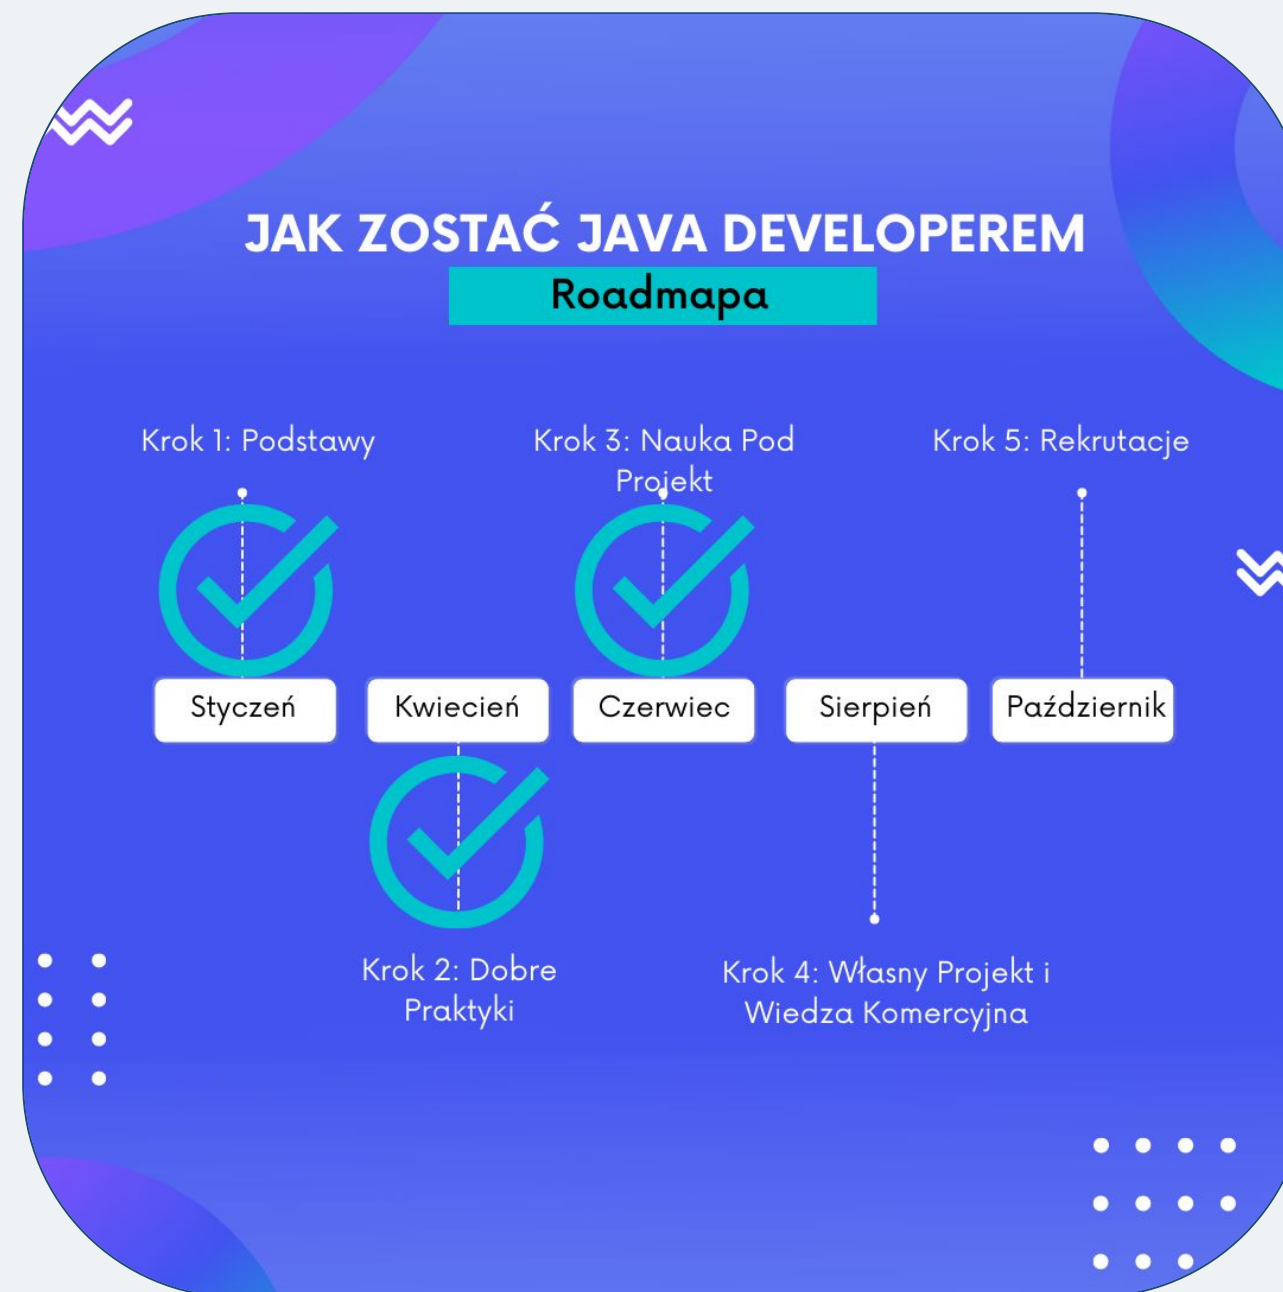 JAK ZOSTAĆ JAVA DEVELOPEREM
Roadmapa
Krok 1: Podstawy
Krok 3: Nauka Pod
Projekt
Krok 5: Rekrutacje
Styczeń
Kwiecień
Czerwiec
Sierpień
Październik
Krok 2: Dobre
Praktyki
Krok 4: Własny Projekt i
Wiedza Komercyjna